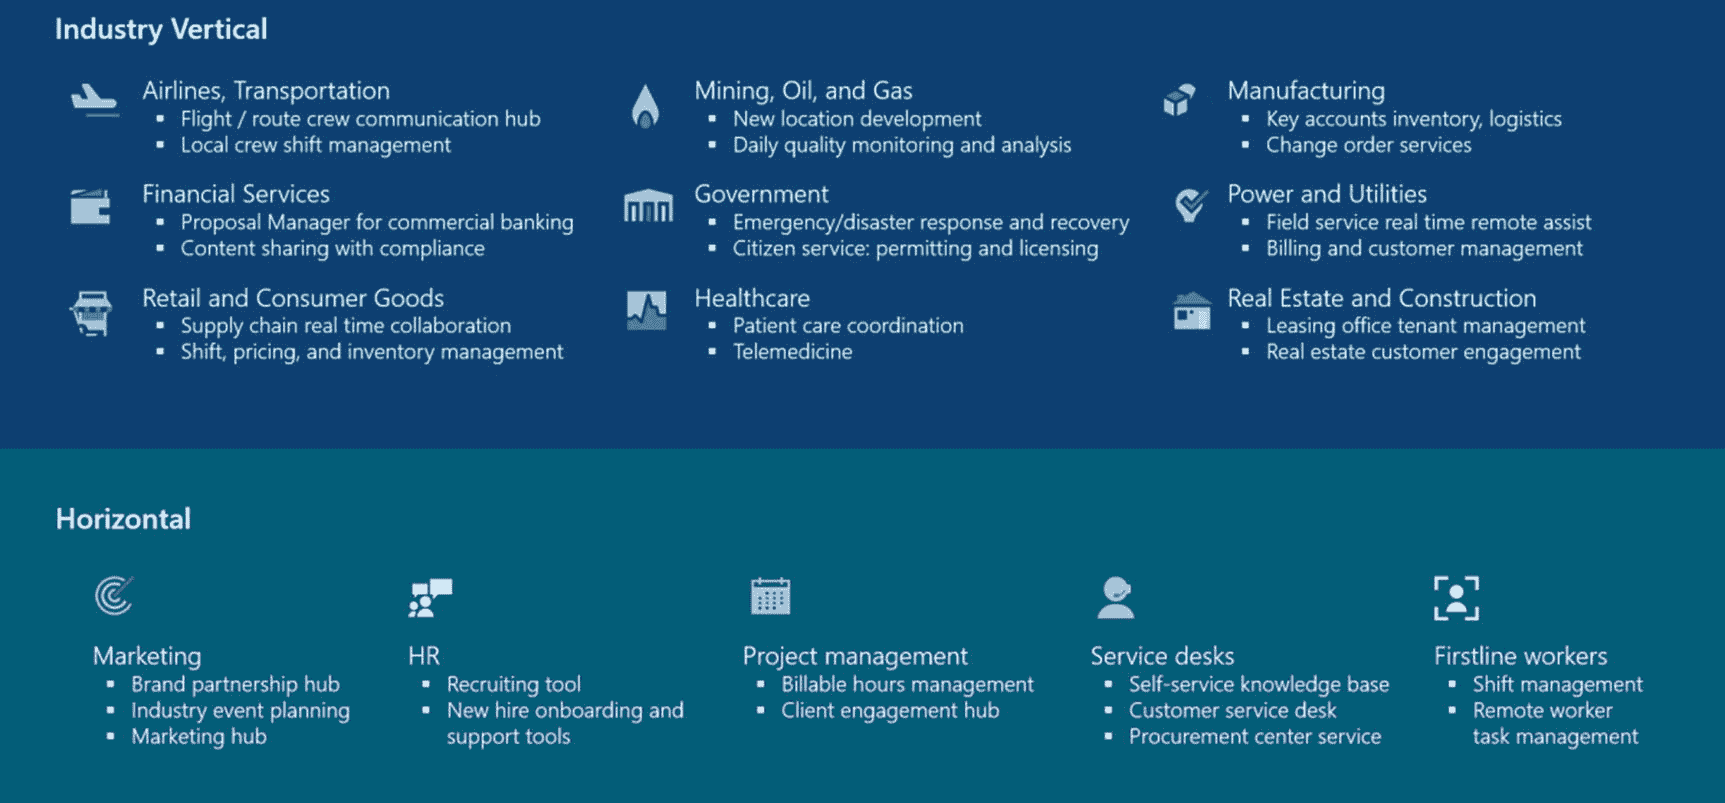 Industry Vertical
Airlines, Transportation
▪ Flight / route crew communication hub
▪ Local crew shift management
Mining, Oil, and Gas
▪ New location development
▪ Daily quality monitoring and analysis
Manufacturing
▪ Key accounts inventory, logistics
▪ Change order services
Financial Services
▪ Proposal Manager for commercial banking
▪ Content sharing with compliance
Government
▪ Emergency/disaster response and recovery
▪ Citizen service: permitting and licensing
Power and Utilities
▪ Field service real time remote assist
▪ Billing and customer management
Retail and Consumer Goods
▪ Supply chain real time collaboration
▪ Shift, pricing, and inventory management
Healthcare
▪ Patient care coordination
▪ Telemedicine
Real Estate and Construction
▪ Leasing office tenant management
▪ Real estate customer engagement
Horizontal
Marketing
▪ Brand partnership hub
▪ Industry event planning
▪ Marketing hub
HR
▪ Recruiting tool
▪ New hire onboarding and
support tools
Project management
▪ Billable hours management
▪ Client engagement hub
Service desks
▪ Self-service knowledge base
▪ Customer service desk
▪ Procurement center service
Firstline workers
▪ Shift management
▪ Remote worker
task management